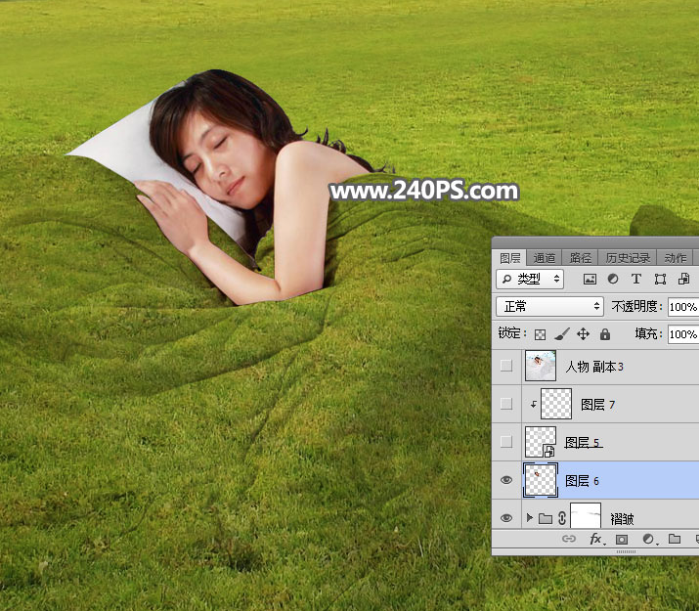 www.240PS.com
图层 通道 路径 历史记录 动作
类型
正常 不透明度: 100%
锁定: 填充: 100%
人物 副本3
图层 7
图层 5
图层 6
褶皱
fx